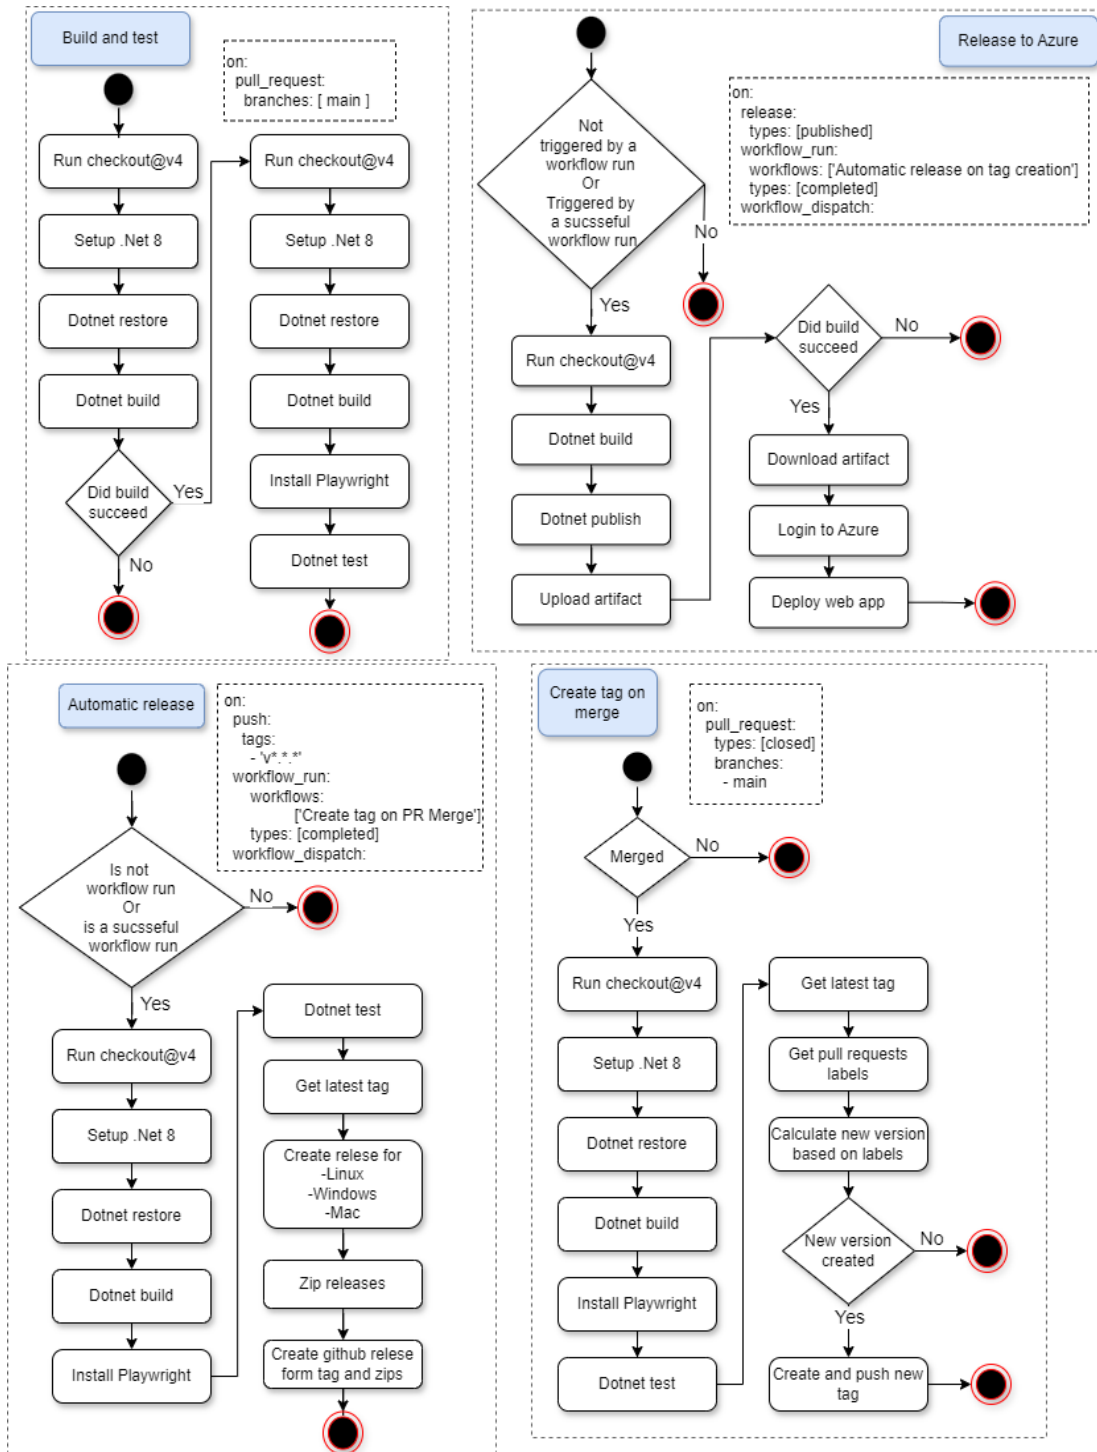 Build and test
on:
pull_request:
branches: [ main ]
Run checkout@v4
Setup .Net 8
Dotnet restore
Dotnet build
Did build
succeed
Yes
No
Run checkout@v4
Setup .Net 8
Dotnet restore
Dotnet build
Install Playwright
Dotnet test
Release to Azure
on:
release:
types: [published]
workflow_run:
workflows: ['Automatic release on tag creation']
types: [completed]
workflow_dispatch:
Not
triggered by a
workflow run
Or
Triggered by
a sucsseful
workflow run
No
Yes
Run checkout@v4
Dotnet build
Dotnet publish
Upload artifact
Did build
succeed
No
Yes
Download artifact
Login to Azure
Deploy web app
Automatic release
on:
push:
tags:
- 'v*.*.*'
workflow_run:
workflows:
['Create tag on PR Merge']
types: [completed]
workflow_dispatch:
Is not
workflow run
Or
is a sucsseful
workflow run
No
Yes
Run checkout@v4
Setup .Net 8
Dotnet restore
Dotnet build
Install Playwright
Dotnet test
Get latest tag
Create relese for
-Linux
-Windows
-Mac
Zip releases
Create github relese
form tag and zips
Create tag on
merge
on:
pull_request:
types: [closed]
branches:
- main
Merged
No
Yes
Run checkout@v4
Setup .Net 8
Dotnet restore
Dotnet build
Install Playwright
Dotnet test
Get latest tag
Get pull requests
labels
Calculate new version
based on labels
New version
created
No
Yes
Create and push new
tag